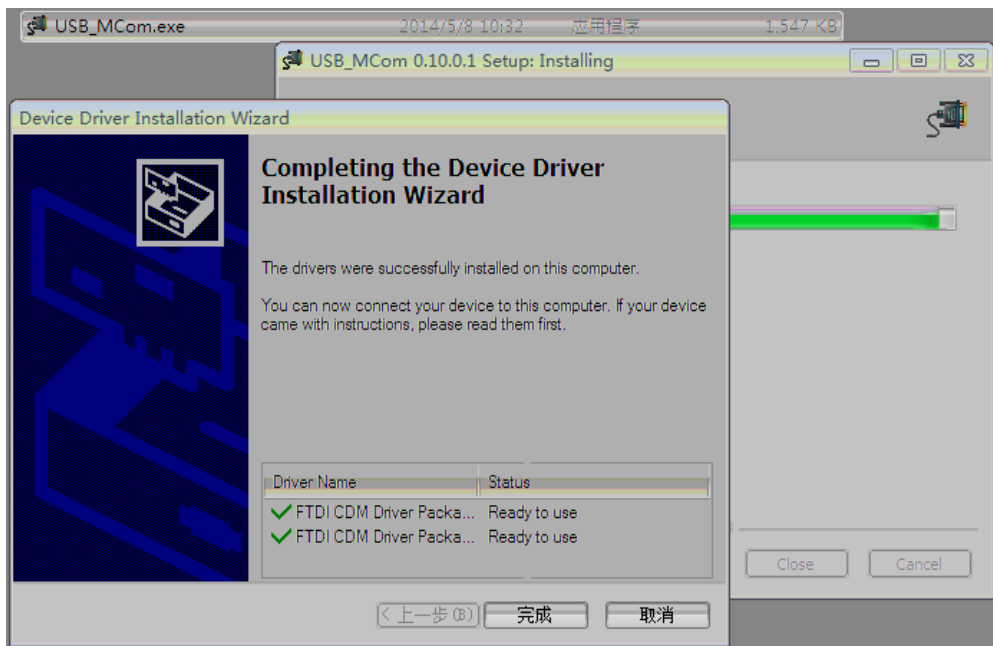 USB_MCom.exe 2014/5/8 10:32 应用程序 1,547 KB
USB_MCom 0.10.0.1 Setup: Installing
Device Driver Installation Wizard
Completing the Device Driver
Installation Wizard
The drivers were successfully installed on this computer.
You can now connect your device to this computer. If your device
came with instructions, please read them first.
Driver Name Status
FTDI CDM Driver Packa... Ready to use
FTDI CDM Driver Packa... Ready to use
Close Cancel
< 上一步(B) 完成 取消